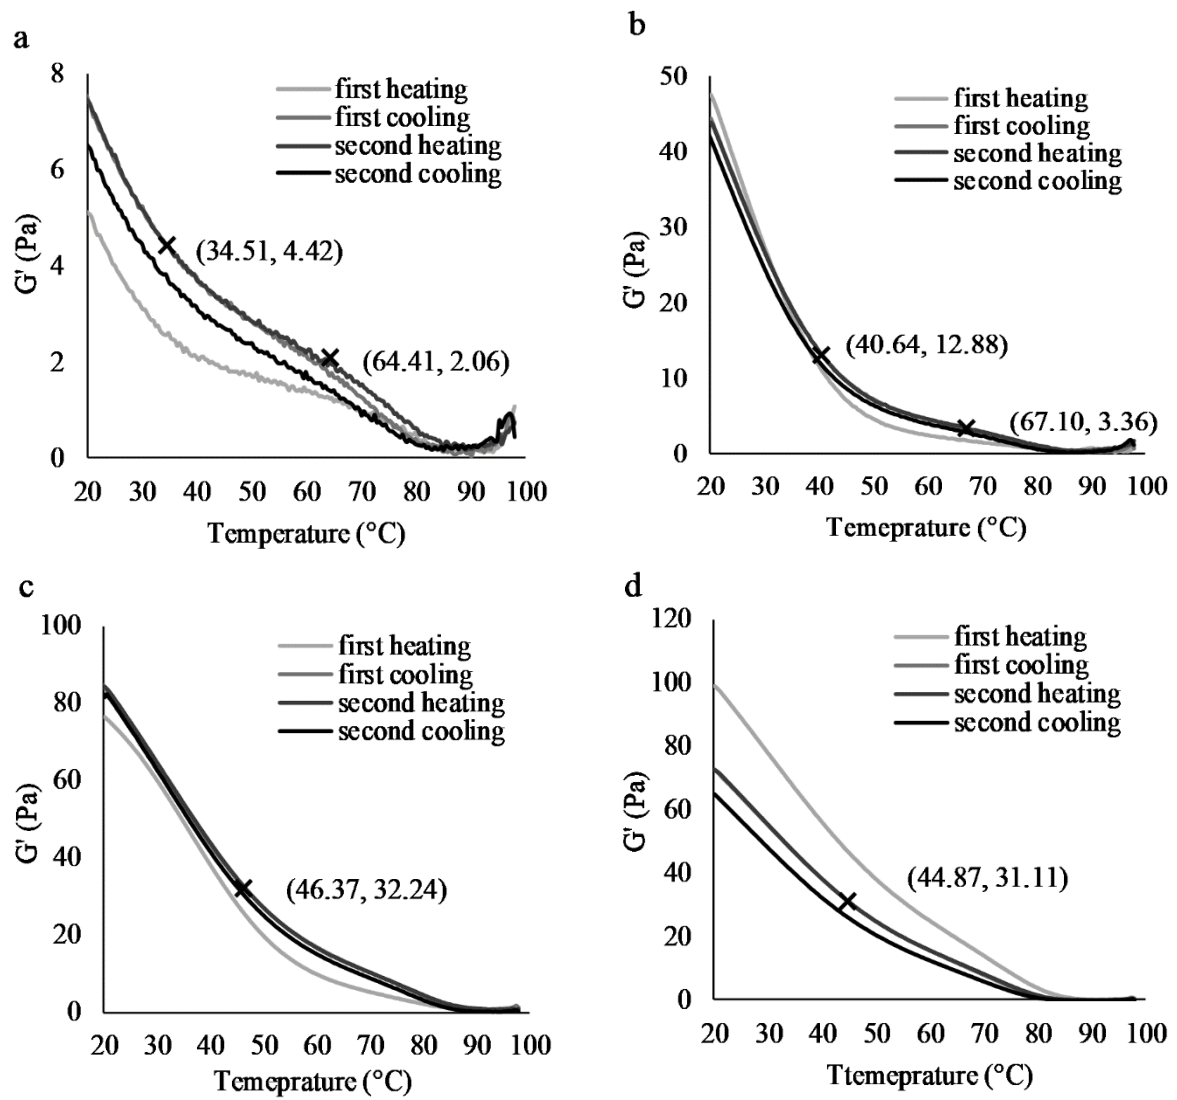 a
8
6
4
2
0
G' (Pa)
first heating
first cooling
second heating
second cooling
(34.51, 4.42)
(64.41, 2.06)
20 30 40 50 60 70 80 90 100
Temperature (°C)
b
50
40
30
20
10
0
G' (Pa)
first heating
first cooling
second heating
second cooling
(40.64, 12.88)
(67.10, 3.36)
20 30 40 50 60 70 80 90 100
Temeprature (°C)
c
100
80
60
40
20
0
G' (Pa)
first heating
first cooling
second heating
second cooling
(46.37, 32.24)
20 30 40 50 60 70 80 90 100
Temeprature (°C)
d
120
100
80
60
40
20
0
G' (Pa)
first heating
first cooling
second heating
second cooling
(44.87, 31.11)
20 30 40 50 60 70 80 90 100
Ttemeprature (°C)